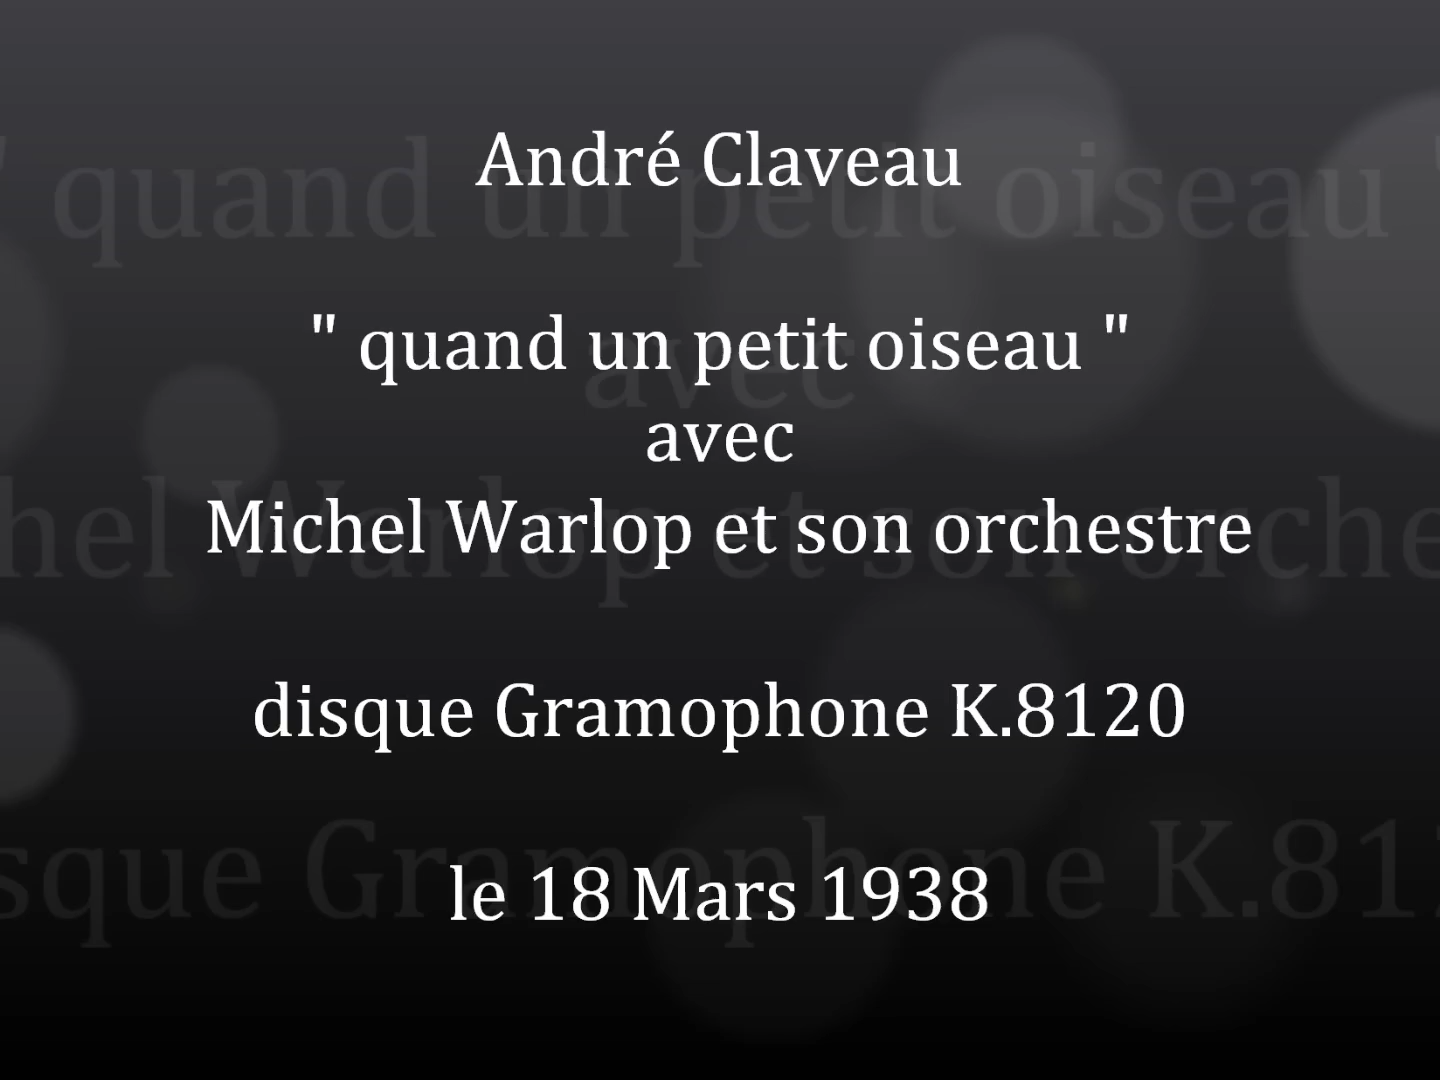 André Claveau
" quand un petit oiseau "
avec
Michel Warlop et son orchestre
disque Gramophone K.8120
le 18 Mars 1938